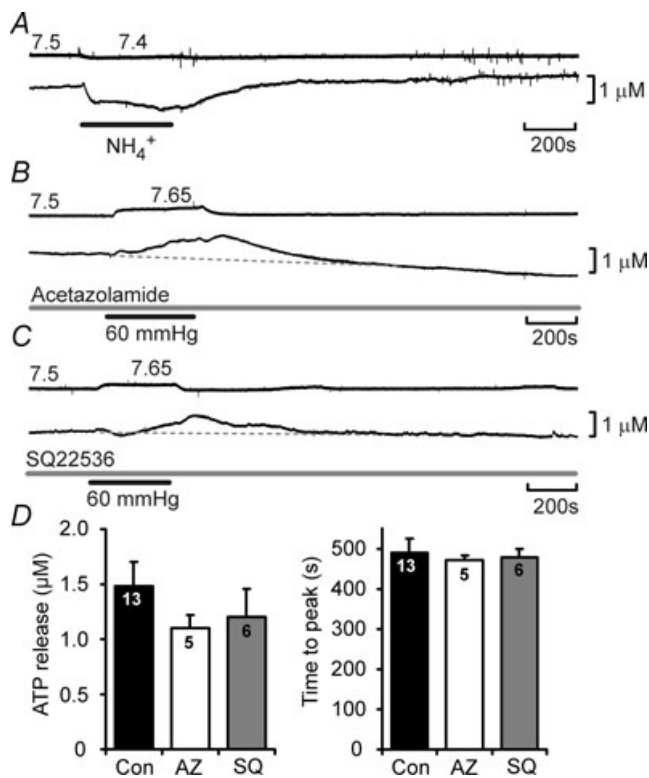 A
7.5 7.4
1 μM
NH₄⁺
200s
B
7.5 7.65
1 μM
Acetazolamide
60 mmHg
200s
C
7.5 7.65
1 μM
SQ22536
60 mmHg
200s
D
2.0
1.5
1.0
0.5
0
ATP release (μM)
13
5
6
Con AZ SQ
500
400
300
200
100
0
Time to peak (s)
13
5
6
Con AZ SQ